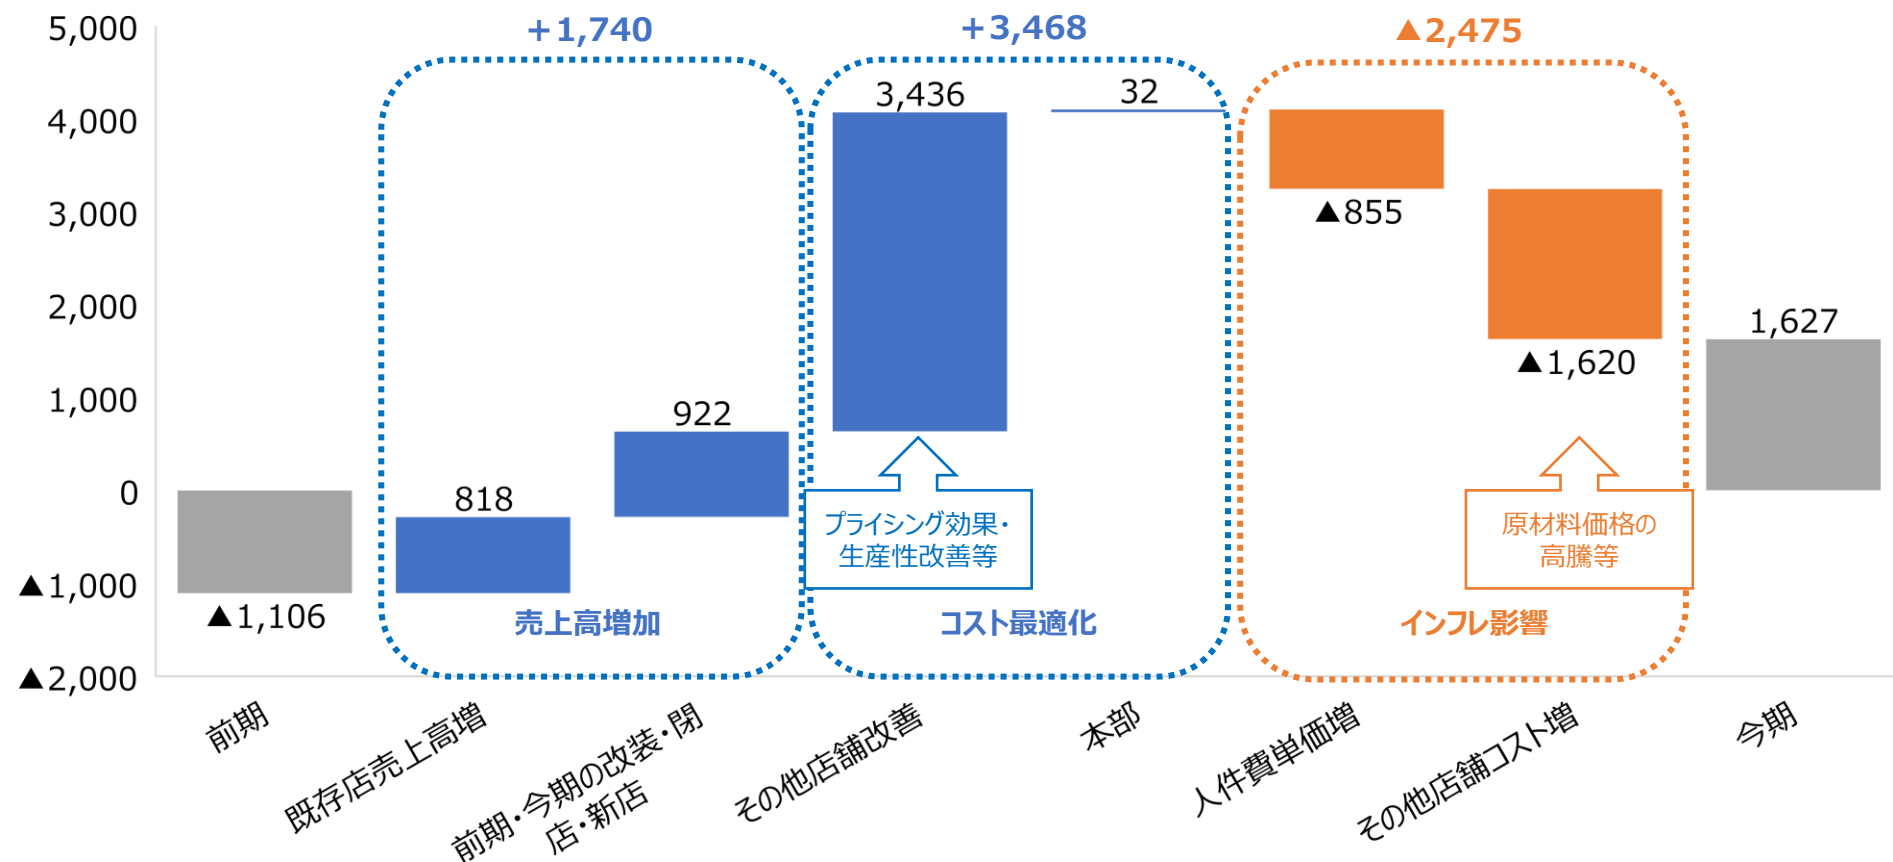 +1,740
+3,468
▲2,475
5,000
4,000
3,000
2,000
1,000
0
▲1,000
▲2,000
▲1,106
818
922
3,436
32
▲855
▲1,620
1,627
プライシング効果・
生産性改善等
原材料価格の
高騰等
売上高増加
コスト最適化
インフレ影響
前期
既存店売上高増
前期・今期の改装・閉
店・新店
その他店舗改善
本部
人件費単価増
その他店舗コスト増
今期